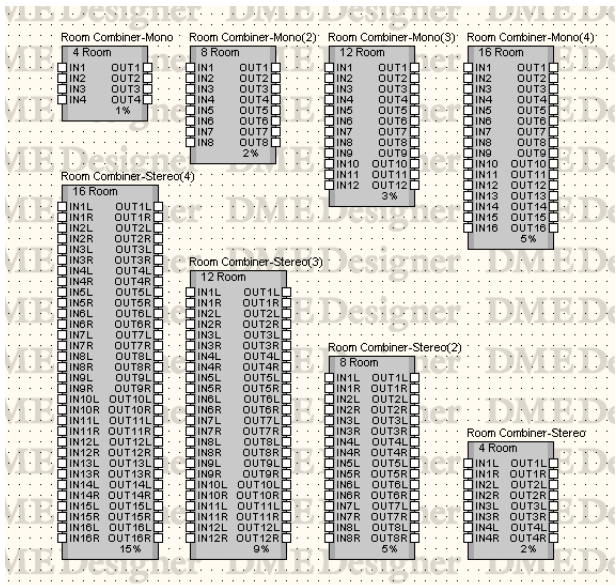 Room Combiner-Mono
4 Room
IN1 OUT1
IN2 OUT2
IN3 OUT3
IN4 OUT4
1%
Room Combiner-Mono(2)
8 Room
IN1 OUT1
IN2 OUT2
IN3 OUT3
IN4 OUT4
IN5 OUT5
IN6 OUT6
IN7 OUT7
IN8 OUT8
2%
Room Combiner-Mono(3)
12 Room
IN1 OUT1
IN2 OUT2
IN3 OUT3
IN4 OUT4
IN5 OUT5
IN6 OUT6
IN7 OUT7
IN8 OUT8
IN9 OUT9
IN10 OUT10
IN11 OUT11
IN12 OUT12
3%
Room Combiner-Mono(4)
16 Room
IN1 OUT1
IN2 OUT2
IN3 OUT3
IN4 OUT4
IN5 OUT5
IN6 OUT6
IN7 OUT7
IN8 OUT8
IN9 OUT9
IN10 OUT10
IN11 OUT11
IN12 OUT12
IN13 OUT13
IN14 OUT14
IN15 OUT15
IN16 OUT16
5%
Room Combiner-Stereo(4)
16 Room
IN1L OUT1L
IN1R OUT1R
IN2L OUT2L
IN2R OUT2R
IN3L OUT3L
IN3R OUT3R
IN4L OUT4L
IN4R OUT4R
IN5L OUT5L
IN5R OUT5R
IN6L OUT6L
IN6R OUT6R
IN7L OUT7L
IN7R OUT7R
IN8L OUT8L
IN8R OUT8R
IN9L OUT9L
IN9R OUT9R
IN10L OUT10L
IN10R OUT10R
IN11L OUT11L
IN11R OUT11R
IN12L OUT12L
IN12R OUT12R
IN13L OUT13L
IN13R OUT13R
IN14L OUT14L
IN14R OUT14R
IN15L OUT15L
IN15R OUT15R
IN16L OUT16L
IN16R OUT16R
15%
Room Combiner-Stereo(3)
12 Room
IN1L OUT1L
IN1R OUT1R
IN2L OUT2L
IN2R OUT2R
IN3L OUT3L
IN3R OUT3R
IN4L OUT4L
IN4R OUT4R
IN5L OUT5L
IN5R OUT5R
IN6L OUT6L
IN6R OUT6R
IN7L OUT7L
IN7R OUT7R
IN8L OUT8L
IN8R OUT8R
IN9L OUT9L
IN9R OUT9R
IN10L OUT10L
IN10R OUT10R
IN11L OUT11L
IN11R OUT11R
IN12L OUT12L
IN12R OUT12R
9%
Room Combiner-Stereo(2)
8 Room
IN1L OUT1L
IN1R OUT1R
IN2L OUT2L
IN2R OUT2R
IN3L OUT3L
IN3R OUT3R
IN4L OUT4L
IN4R OUT4R
IN5L OUT5L
IN5R OUT5R
IN6L OUT6L
IN6R OUT6R
IN7L OUT7L
IN7R OUT7R
IN8L OUT8L
IN8R OUT8R
5%
Room Combiner-Stereo
4 Room
IN1L OUT1L
IN1R OUT1R
IN2L OUT2L
IN2R OUT2R
IN3L OUT3L
IN3R OUT3R
IN4L OUT4L
IN4R OUT4R
2%
DME Designer